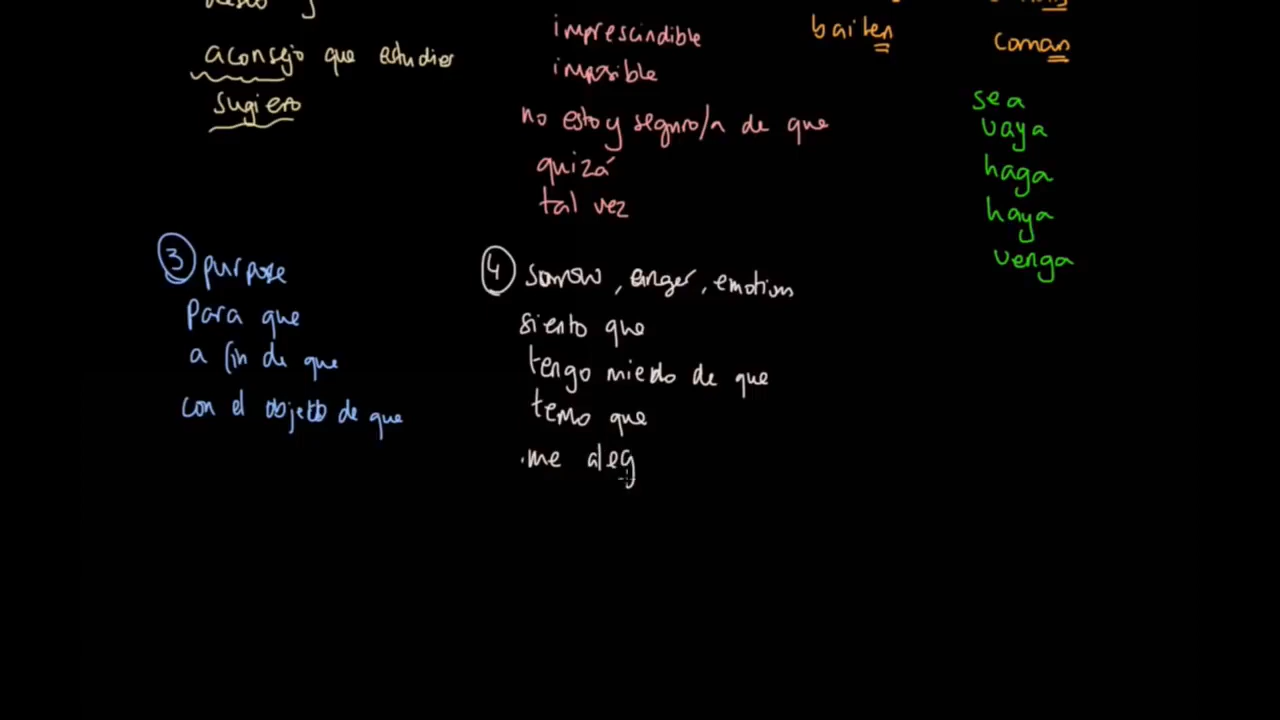 aconsejo que estudies
sugiero
imprescindible
imposible
no estoy seguro/a de que
quizá
tal vez
bailen
coman
sea
vaya
haga
haya
venga
3 purpose
para que
a fin de que
con el objeto de que
4 sorrow, anger, emotion
siento que
tengo miedo de que
temo que
me aleg